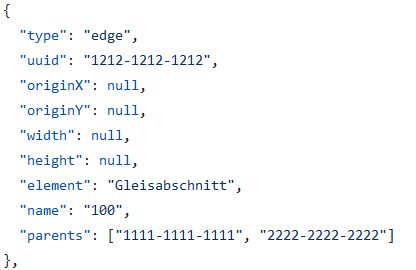 {
"type": "edge",
"uuid": "1212-1212-1212",
"originX": null,
"originY": null,
"width": null,
"height": null,
"element": "Gleisabschnitt",
"name": "100",
"parents": ["1111-1111-1111", "2222-2222-2222"]
},